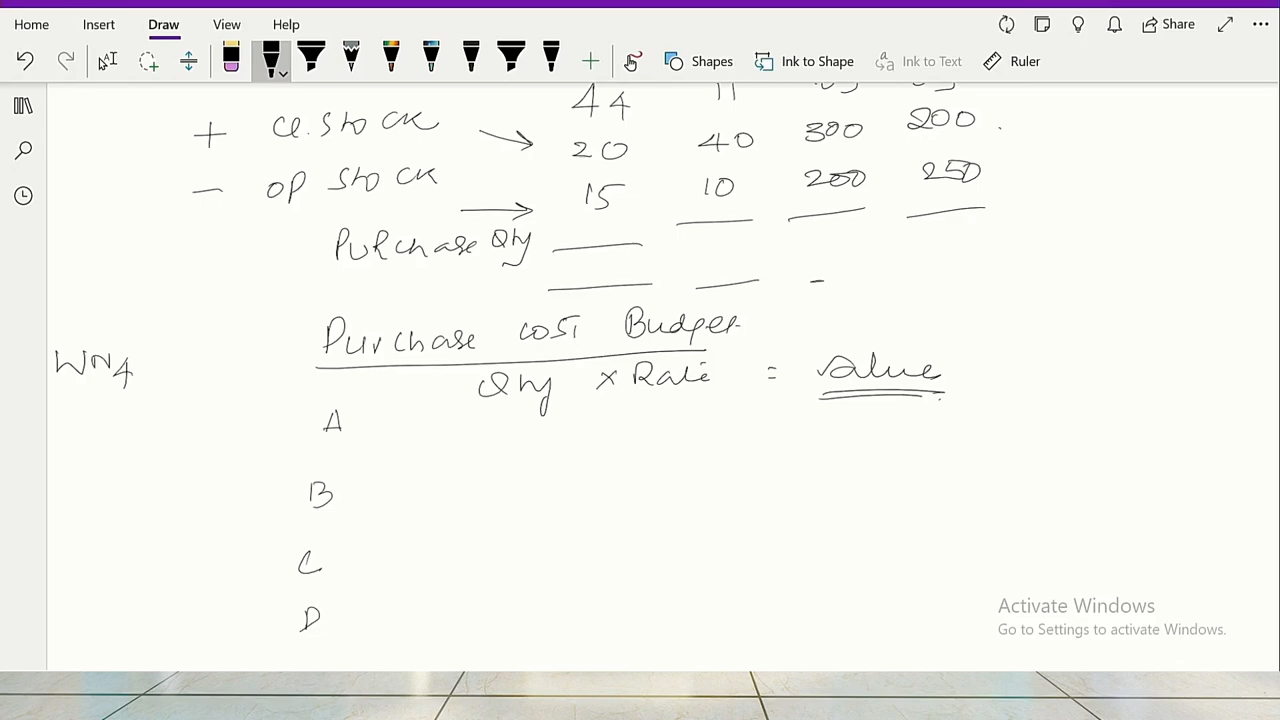 Home Insert Draw View Help Share
Shapes Ink to Shape Ink to Text Ruler
44 11
+ Cl. Stock 20 40 300 200
- OP Stock 15 10 200 250
Purchase Qty
Purchase cost Budget
WN4 Qty × Rate = value
A
B
C
D
Activate Windows
Go to Settings to activate Windows.